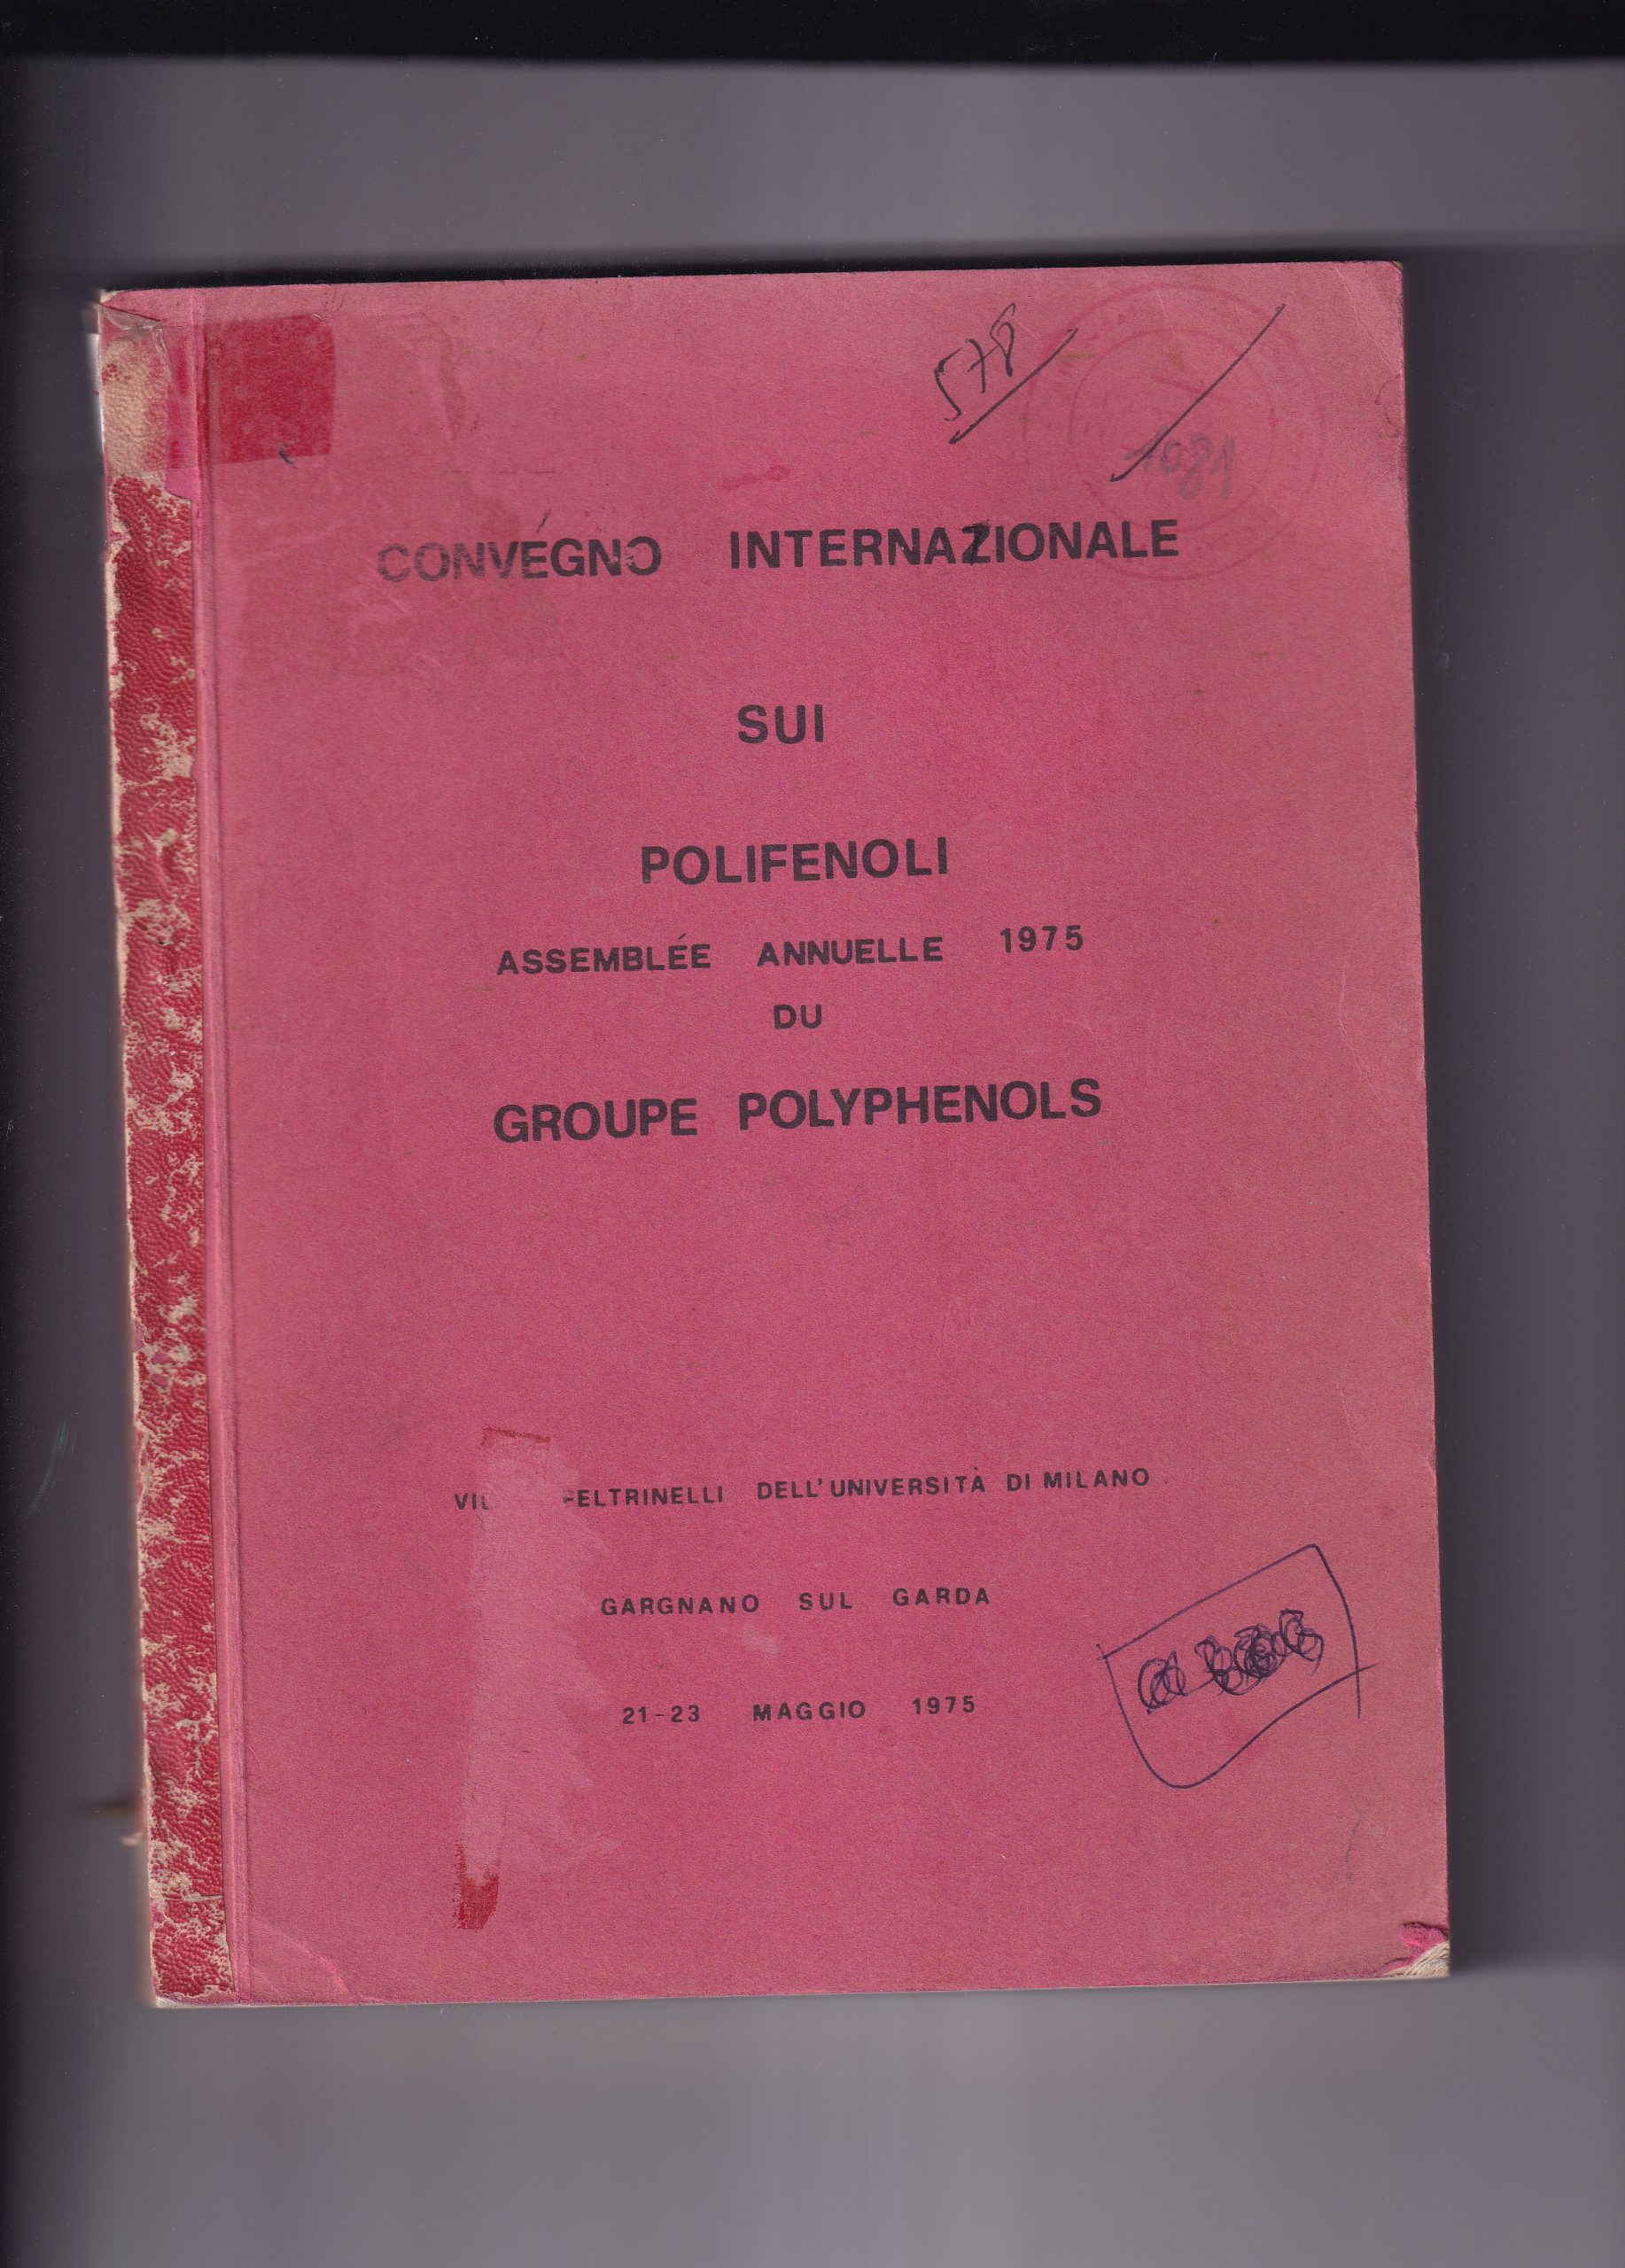 578
1081
CONVÉGNO INTERNAZIONALE
SUI
POLIFENOLI
ASSEMBLÉE ANNUELLE 1975
DU
GROUPE POLYPHENOLS
FELTRINELLI DELL'UNIVERSITÀ DI MILANO
GARGNANO SUL GARDA
21-23 MAGGIO 1975